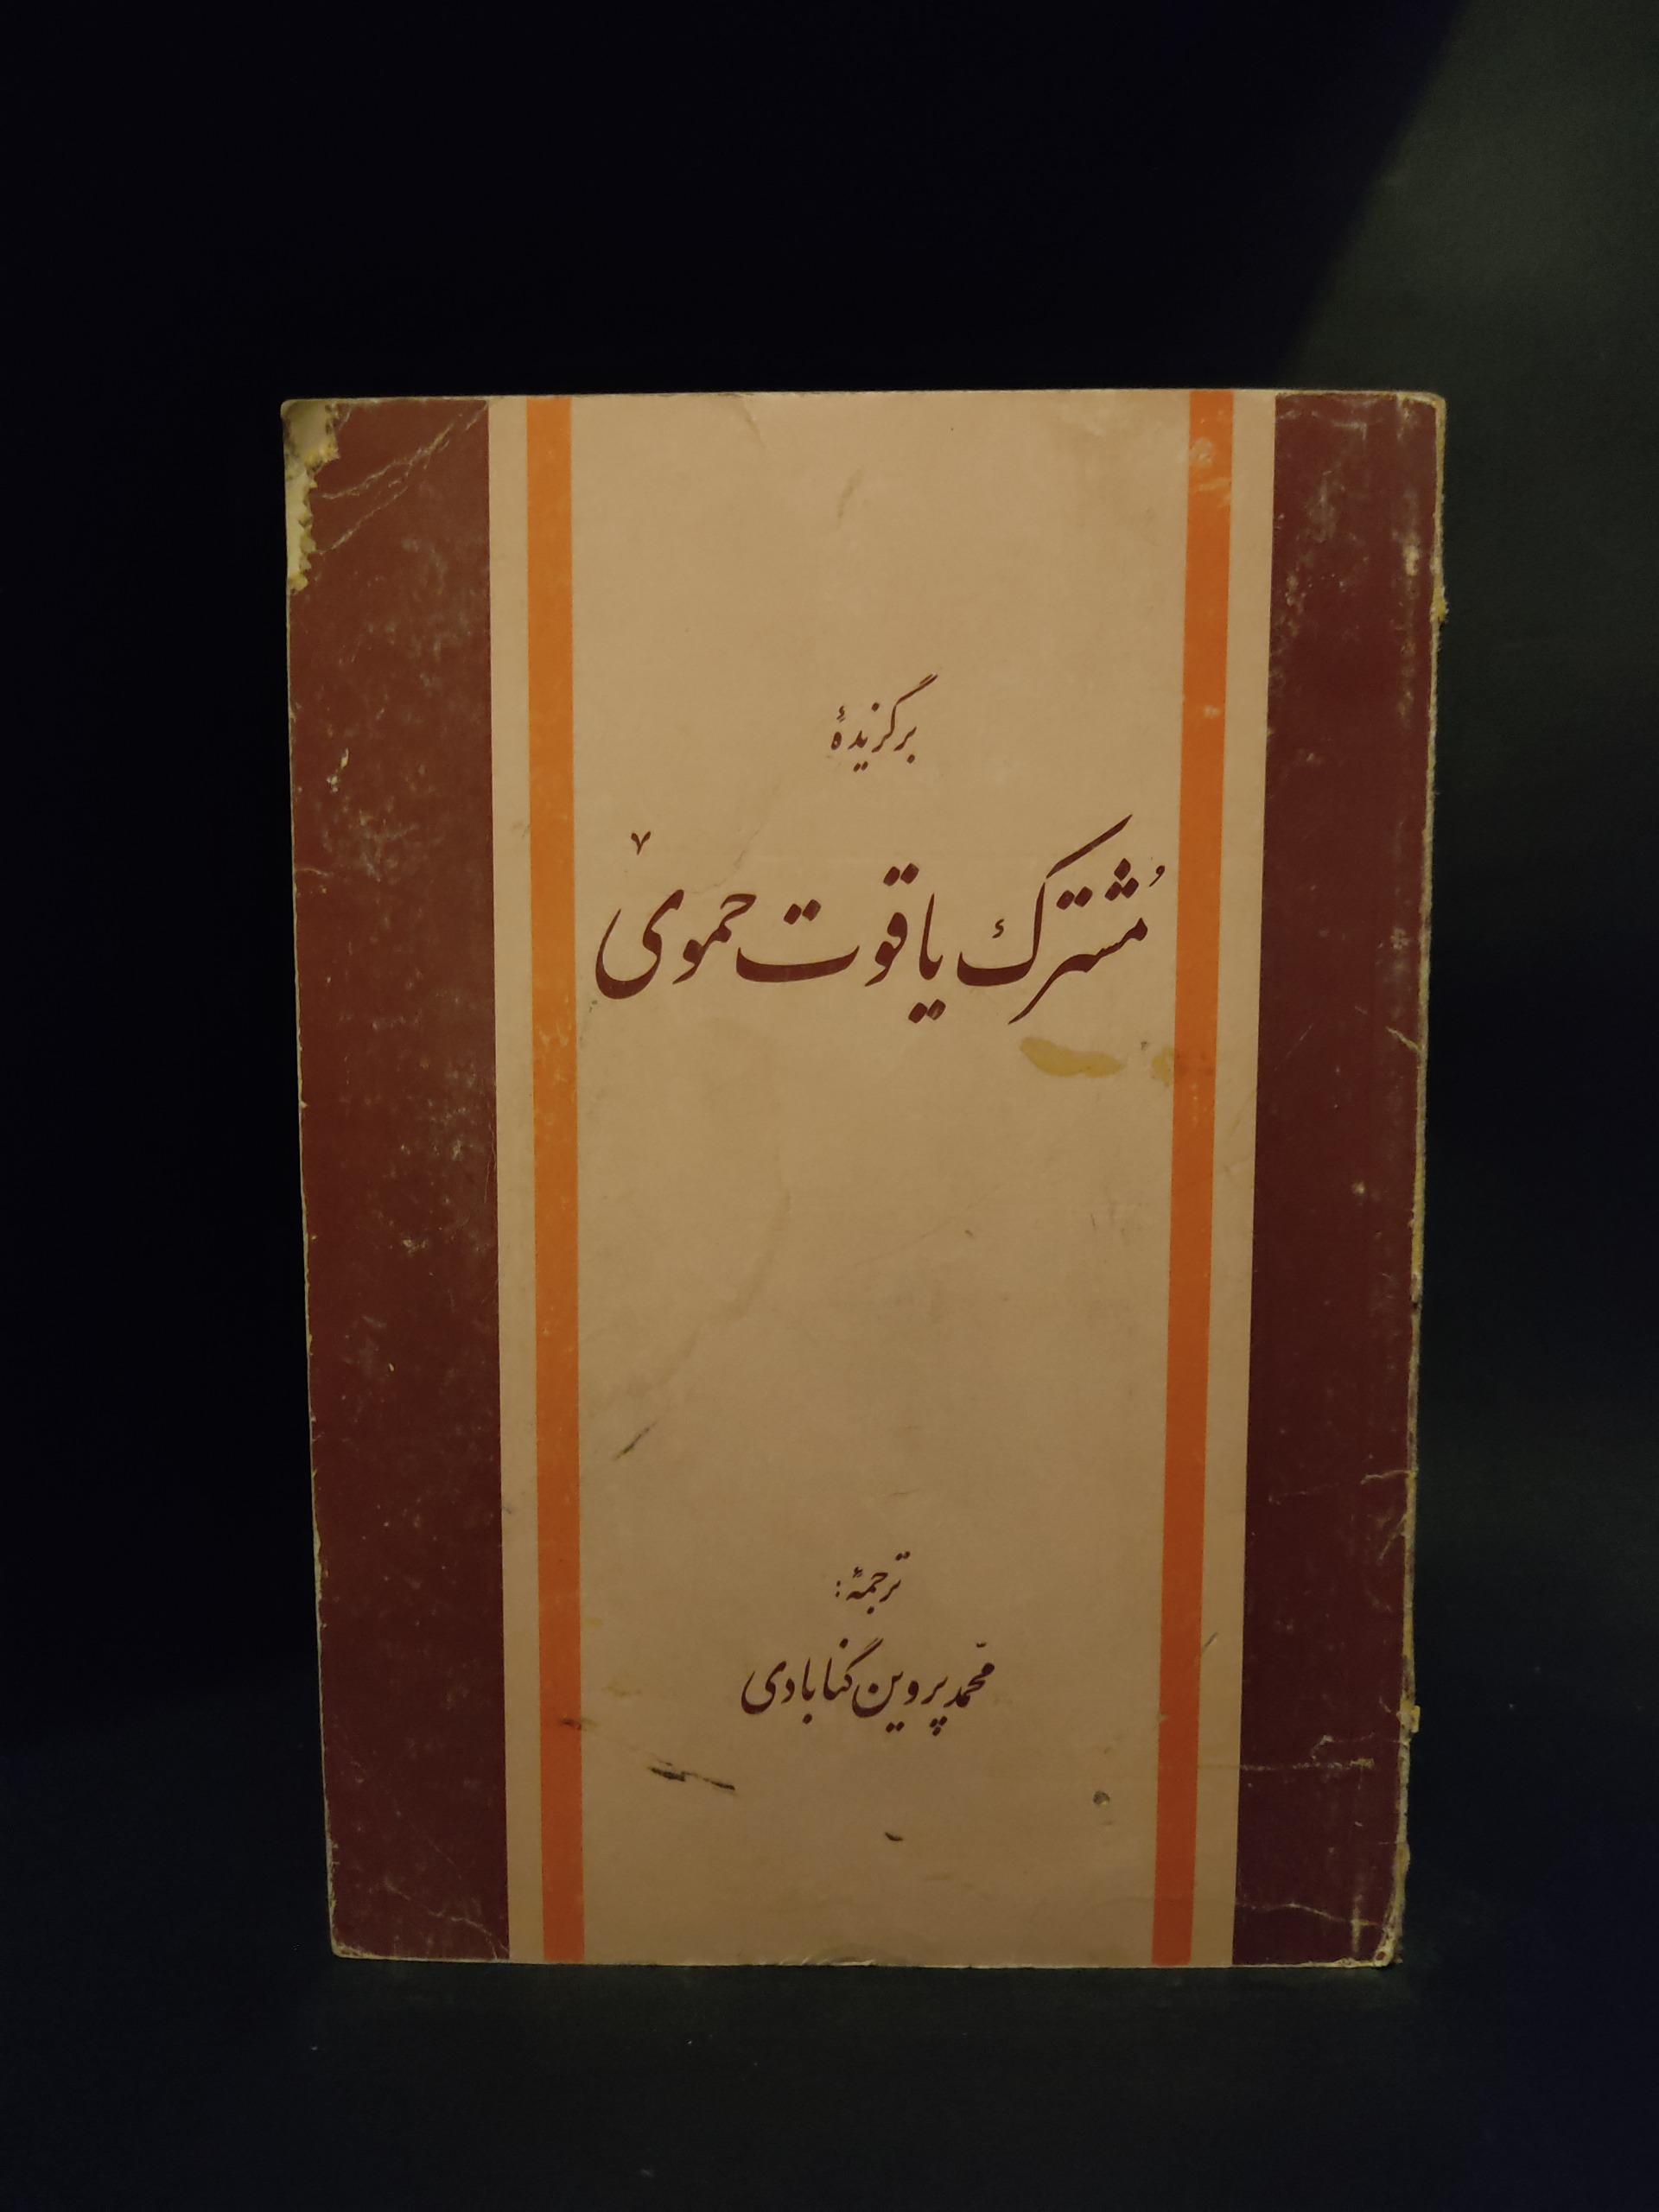 برگزیدهٔ
مُشترک یاقوت حموی
ترجمهٔ:
محمّد پروین گنابادی